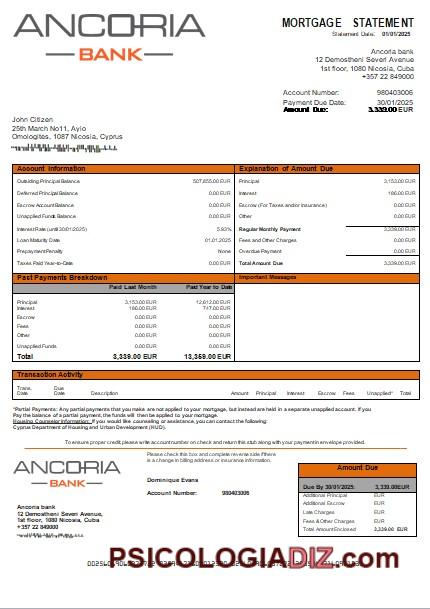 ANCORIA
BANK
MORTGAGE STATEMENT
Statement Date: 01/01/2025
Ancoria bank
12 Demostheni Severi Avenue
1st floor, 1080 Nicosia, Cuba
+357 22 849000
Account Number: 980403006
Payment Due Date: 30/01/2025
Amount Due: 3,339.00 EUR
John Citizen
25th March No11, Ayio
Omologites, 1087 Nicosia, Cyprus
Account Information
Outstding Principal Balance 507,855.00 EUR
Deferred Principal Balance 0.00 EUR
Escrow Account Balance 0.00 EUR
Unapplied Funds Balance 0.00 EUR
Interest Rate (until 30/01/2025) 5.93%
Loan Maturity Date 01.01.2025
Prepayment Penalty None
Taxes Paid Year-to-Date 0.00 EUR
Explanation of Amount Due
Principal 3,153.00 EUR
Interest 186.00 EUR
Escrow (For Taxes and/or Insurance) 0.00 EUR
Other 0.00 EUR
Regular Monthly Payment 3,339.00 EUR
Fees and Other Charges 0.00 EUR
Overdue Payment 0.00 EUR
Total Amount Due 3,339.00 EUR
Past Payments Breakdown
Paid Last Month Paid Year to Date
Principal 3,153.00 EUR 12,612.00 EUR
Interest 186.00 EUR 747.00 EUR
Escrow 0.00 EUR 0.00 EUR
Fees 0.00 EUR 0.00 EUR
Other 0.00 EUR 0.00 EUR
Unapplied Funds 0.00 EUR 0.00 EUR
Total 3,339.00 EUR 13,359.00 EUR
Important Messages
Transaction Activity
Trans. Date Due Date Description Amount Principal Interest Escrow Fees Unapplied* Total
*Partial Payments: Any partial payments that you make are not applied to your mortgage, but instead are held in a separate unapplied account. If you
Pay the balance of a partial payment, the funds will then be applied to your mortgage.
Housing Counselor Information: If you would like counseling or assistance, you can contact the following:
Cyprus Department of Housing and Urban Development (HUD).
To ensure proper credit please write account number on check and return this stub along with your payment in envelope provided.
ANCORIA
BANK
Please check this box and complete reverse side if there
is a change in billing address or insurance information.
Dominique Evans
Account Number: 980403006
Ancoria bank
12 Demostheni Severi Avenue,
1st floor, 1080 Nicosia, Cuba
+357 22 849000
Amount Due
Due By 30/01/2025: 3,339.00EUR
Additional Principal EUR
Additional Escrow EUR
Late Charges EUR
Fees & Other Charges EUR
Total Amount Enclosed 3,339.00 EUR
PSICOLOGIADIZ.com